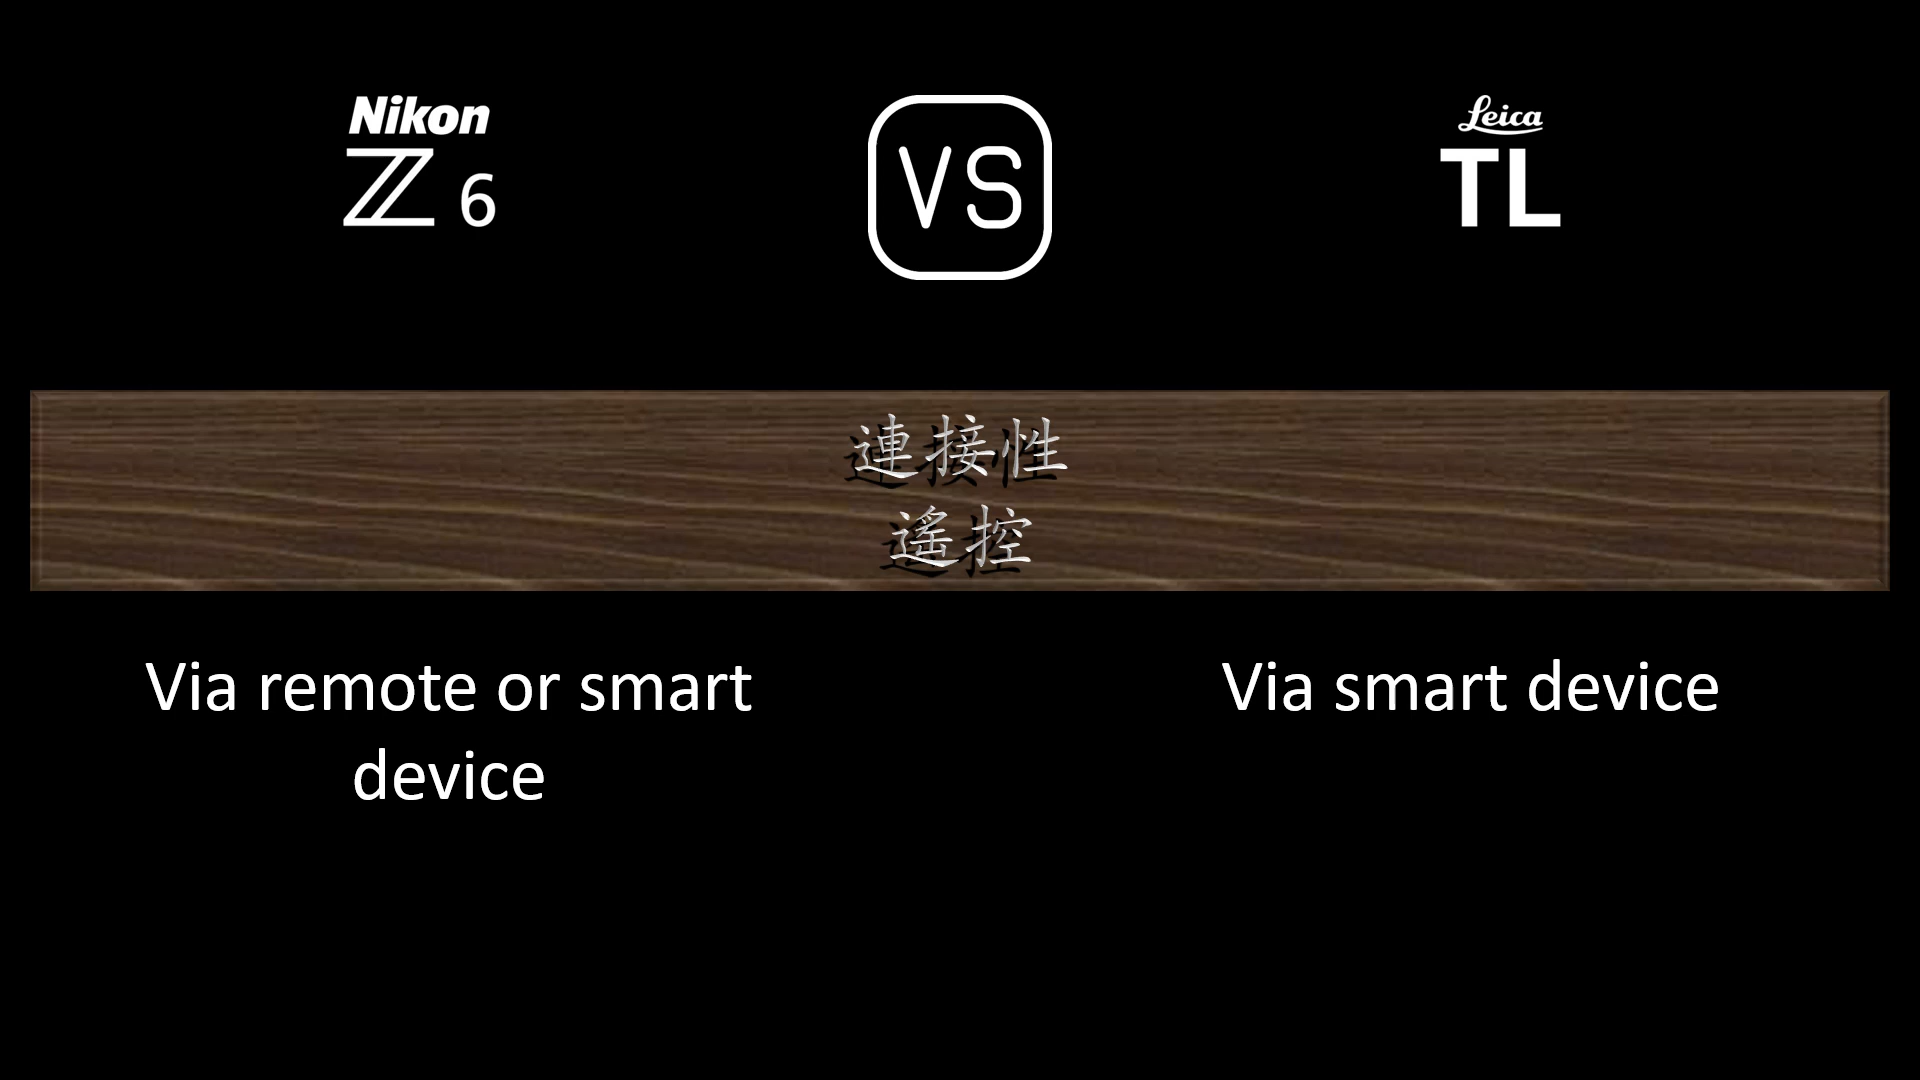 Nikon
Z 6
VS
Leica
TL
連接性
遙控
Via remote or smart
device
Via smart device